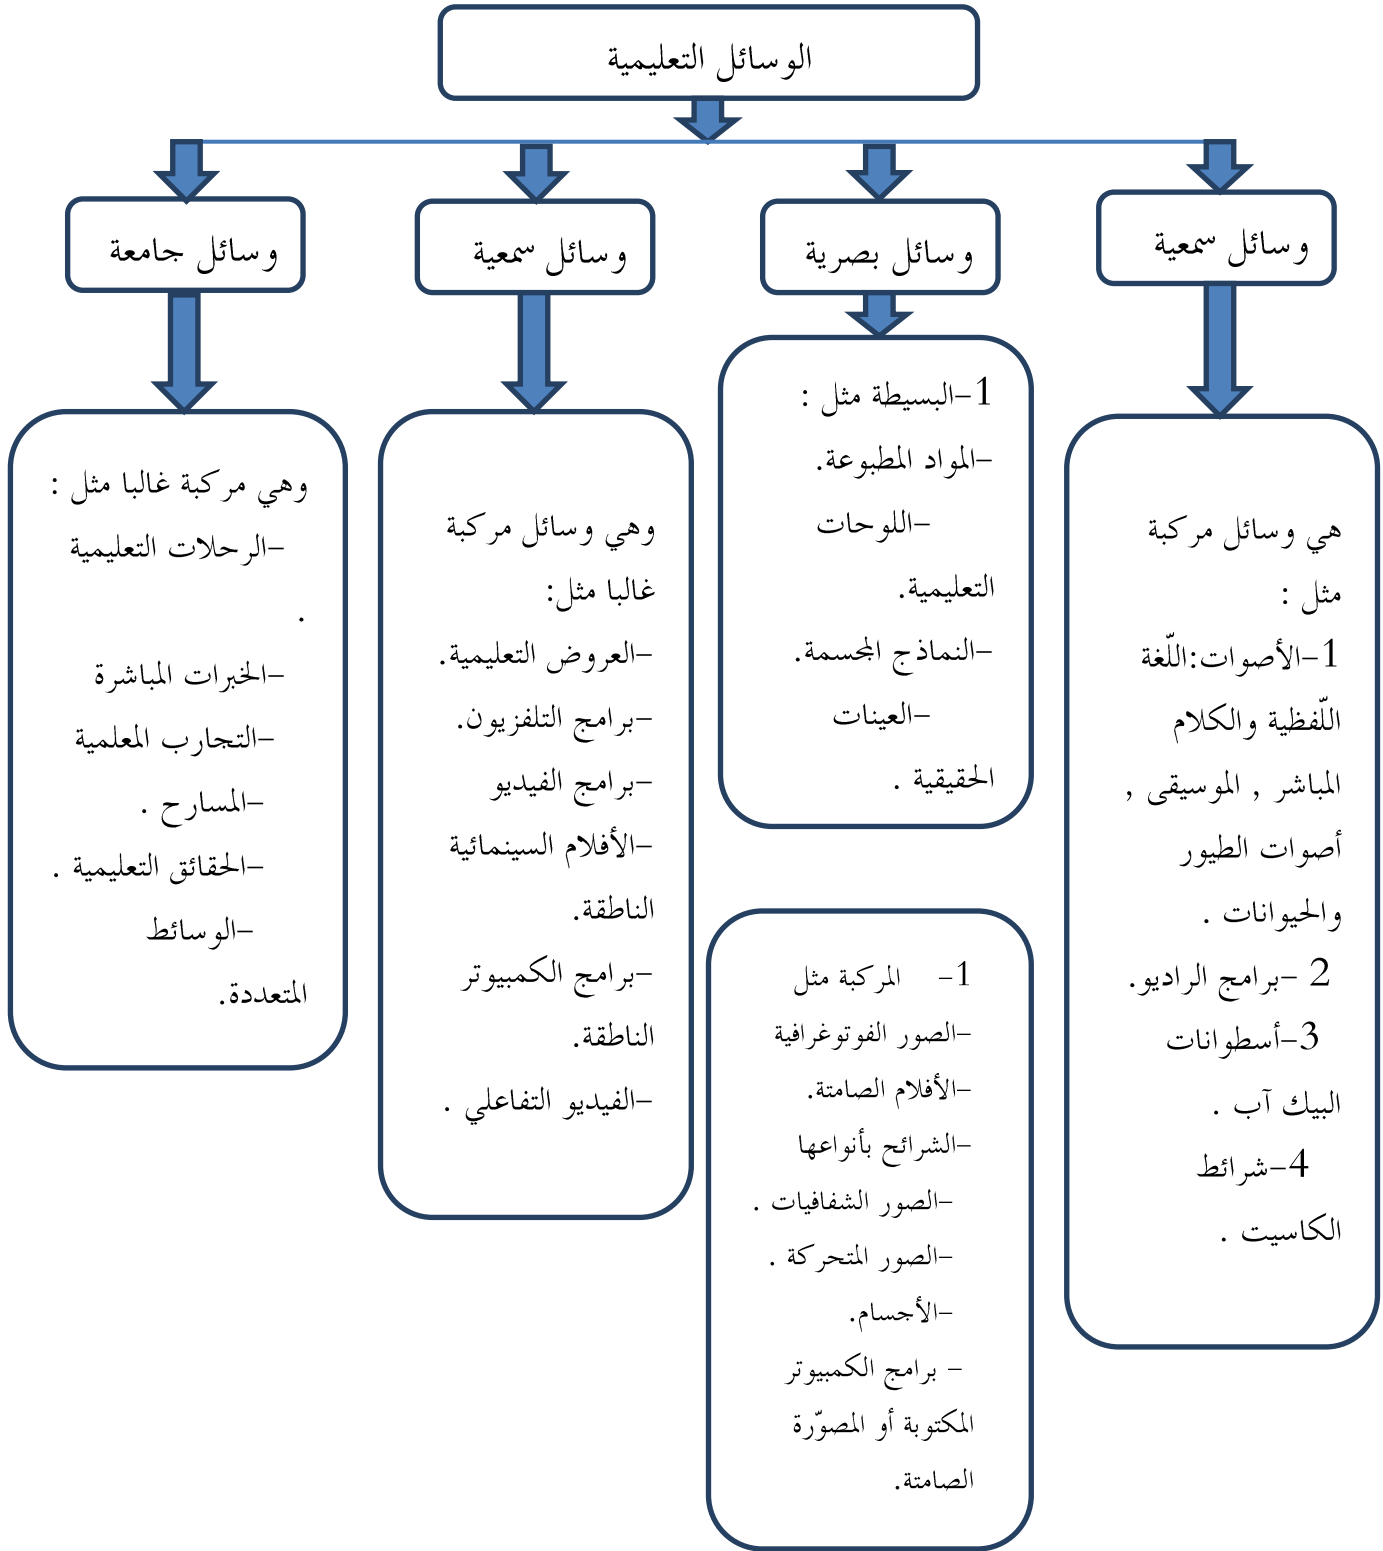 الوسائل التعليمية
وسائل سمعية
هي وسائل مركبة
مثل :
1-الأصوات:اللّغة
اللّفظية والكلام
المباشر , الموسيقى ,
أصوات الطيور
والحيوانات .
2 -برامج الراديو.
3-أسطوانات
البيك آب .
4-شرائط
الكاسيت .
وسائل بصرية
1-البسيطة مثل :
-المواد المطبوعة.
-اللوحات
التعليمية.
-النماذج المجسمة.
-العينات
الحقيقية .
1- المركبة مثل
-الصور الفوتوغرافية
-الأفلام الصامتة.
-الشرائح بأنواعها
-الصور الشفافيات .
-الصور المتحركة .
-الأجسام.
- برامج الكمبيوتر
المكتوبة أو المصوّرة
الصامتة.
وسائل سمعية
وهي وسائل مركبة
غالبا مثل:
-العروض التعليمية.
-برامج التلفزيون.
-برامج الفيديو
-الأفلام السينمائية
الناطقة.
-برامج الكمبيوتر
الناطقة.
-الفيديو التفاعلي .
وسائل جامعة
وهي مركبة غالبا مثل :
-الرحلات التعليمية
.
-الخبرات المباشرة
-التجارب المعلمية
-المسارح .
-الحقائق التعليمية .
-الوسائط
المتعددة.